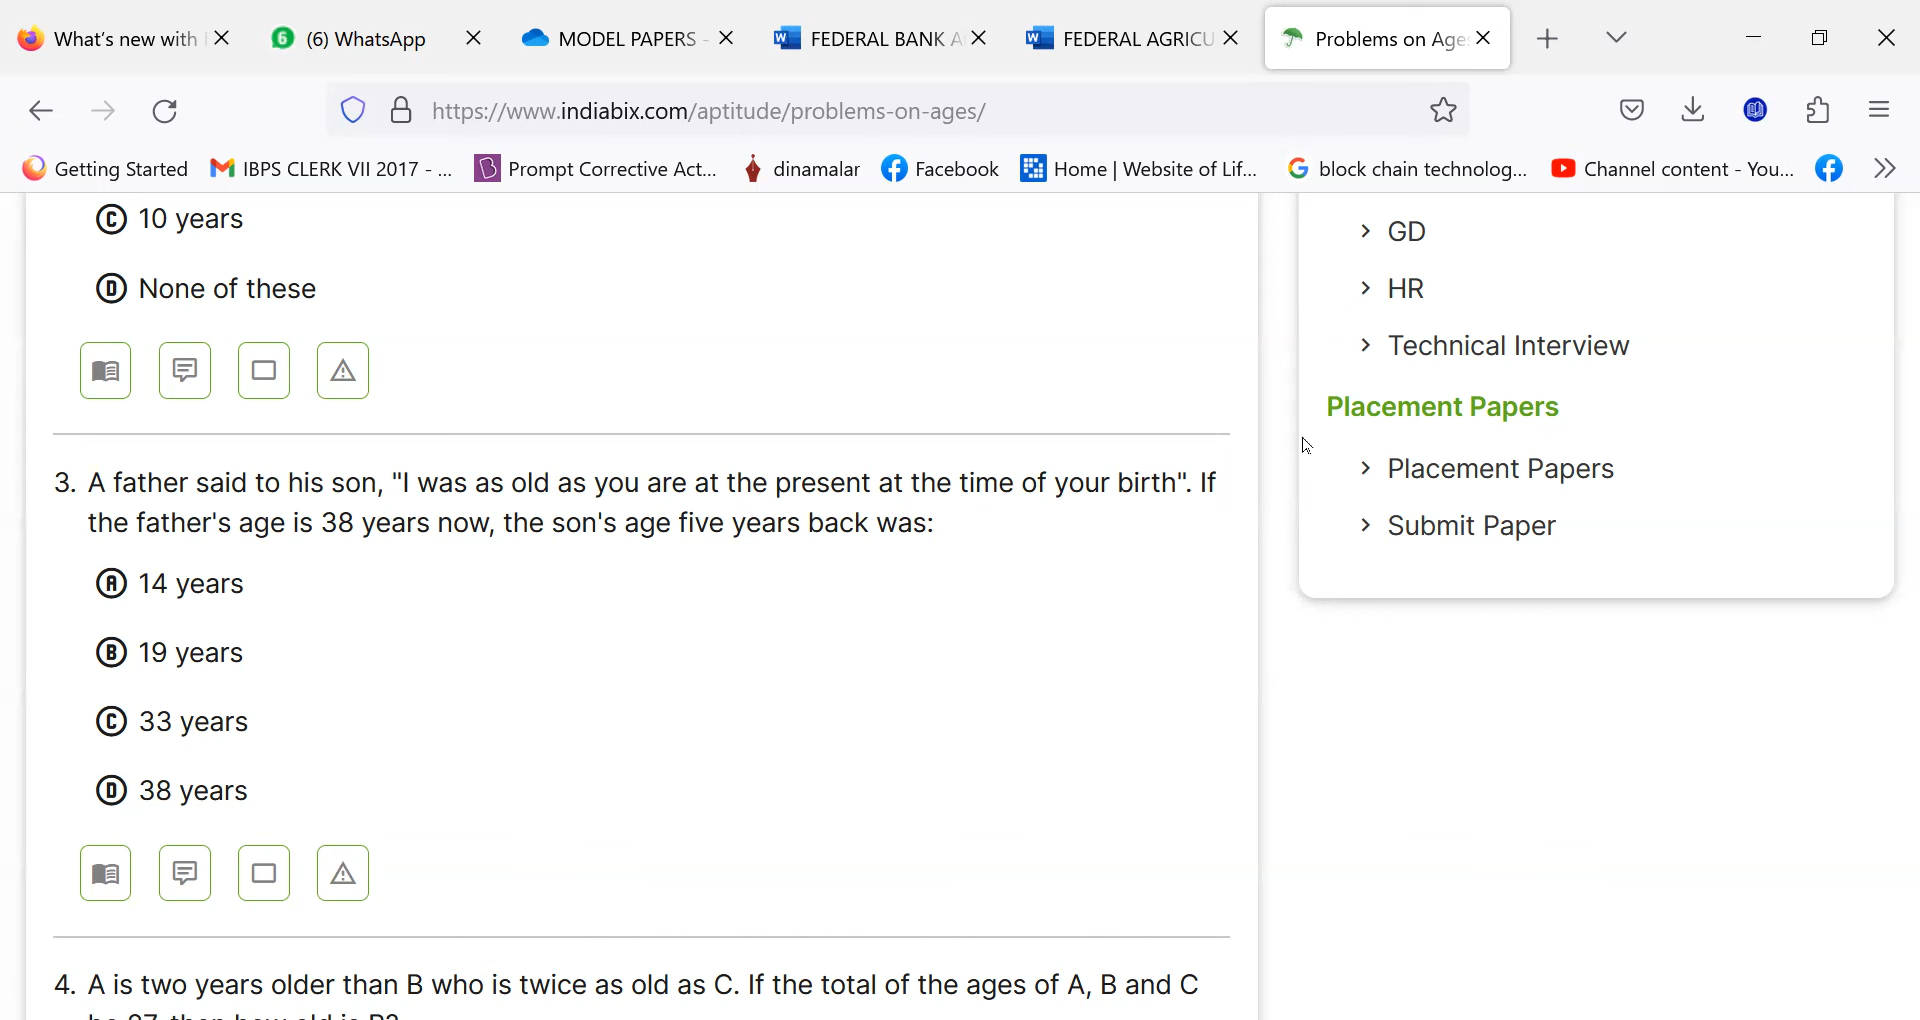 What's new with
(6) WhatsApp
MODEL PAPERS -
FEDERAL BANK A
FEDERAL AGRICU
Problems on Age
https://www.indiabix.com/aptitude/problems-on-ages/
Getting Started
IBPS CLERK VII 2017 - ...
Prompt Corrective Act...
dinamalar
Facebook
Home | Website of Lif...
block chain technolog...
Channel content - You...
C 10 years
D None of these
3. A father said to his son, "I was as old as you are at the present at the time of your birth". If
the father's age is 38 years now, the son's age five years back was:
A 14 years
B 19 years
C 33 years
D 38 years
4. A is two years older than B who is twice as old as C. If the total of the ages of A, B and C
GD
HR
Technical Interview
Placement Papers
Placement Papers
Submit Paper